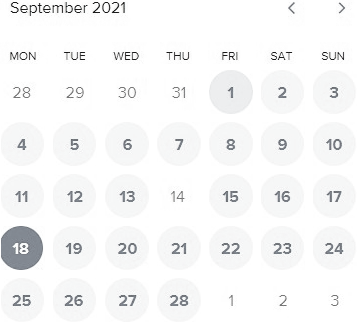 September 2021
MON TUE WED THU FRI SAT SUN
28 29 30 31 1 2 3
4 5 6 7 8 9 10
11 12 13 14 15 16 17
18 19 20 21 22 23 24
25 26 27 28 1 2 3